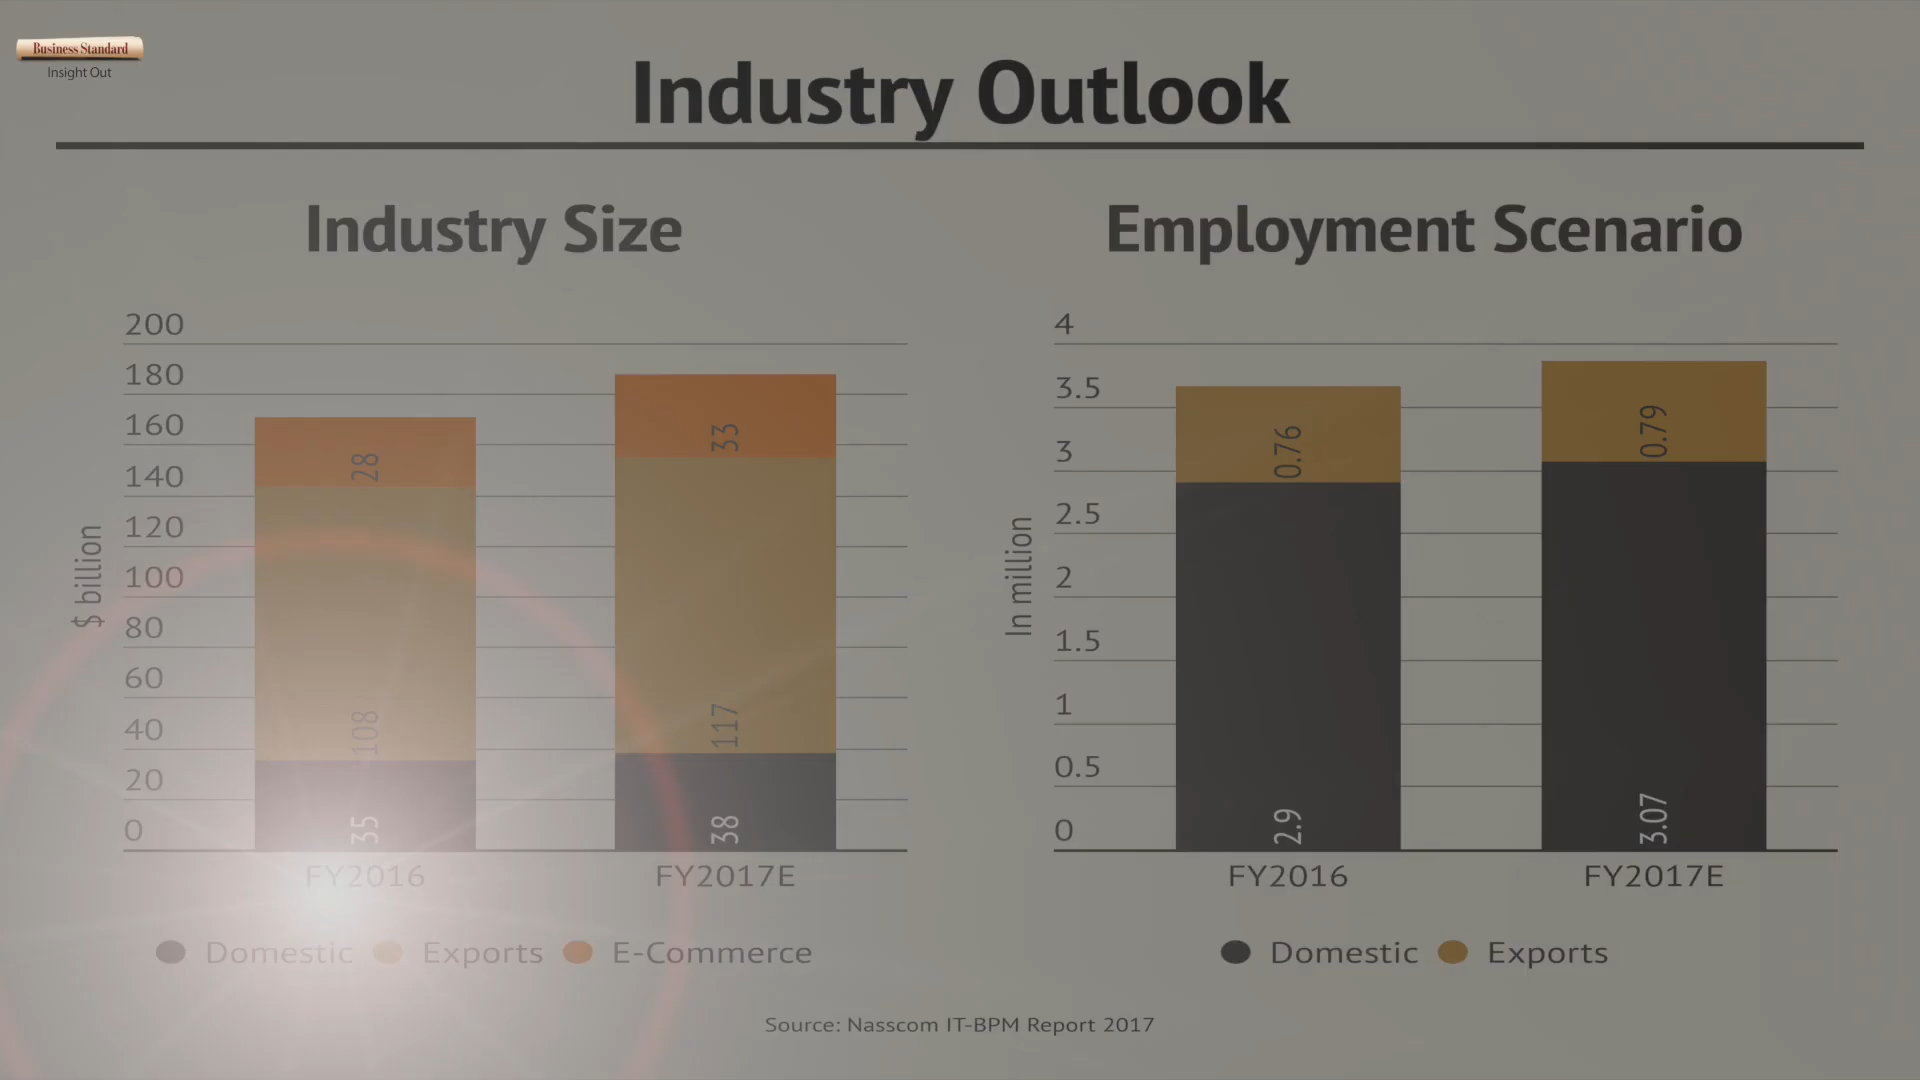 Business Standard
Insight Out
Industry Outlook
Industry Size
200
180
160
140
120
100
80
60
40
20
0
$ billion
28
108
35
33
117
38
FY2016
FY2017E
Domestic
Exports
E-Commerce
Employment Scenario
4
3.5
3
2.5
2
1.5
1
0.5
0
In million
0.76
2.9
0.79
3.07
FY2016
FY2017E
Domestic
Exports
Source: Nasscom IT-BPM Report 2017